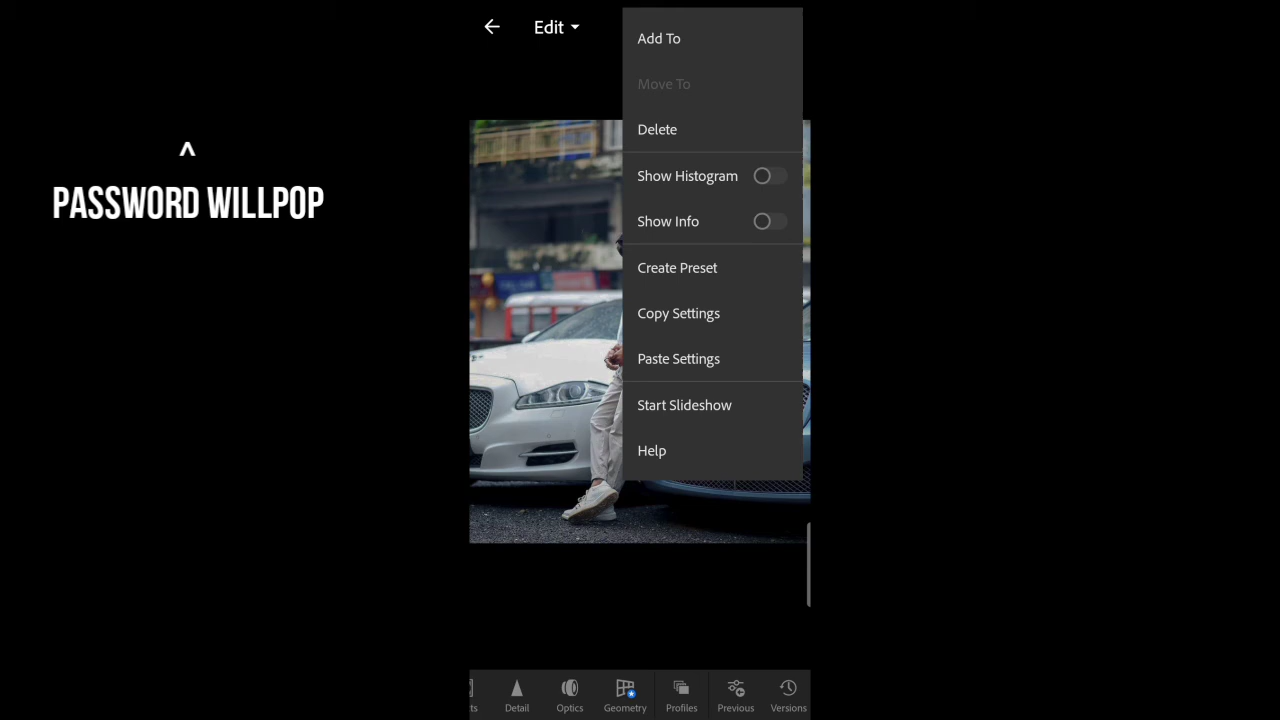 Edit
Add To
Move To
Delete
Show Histogram
Show Info
Create Preset
Copy Settings
Paste Settings
Start Slideshow
Help
^
PASSWORD WILLPOP
ts
Detail
Optics
Geometry
Profiles
Previous
Versions